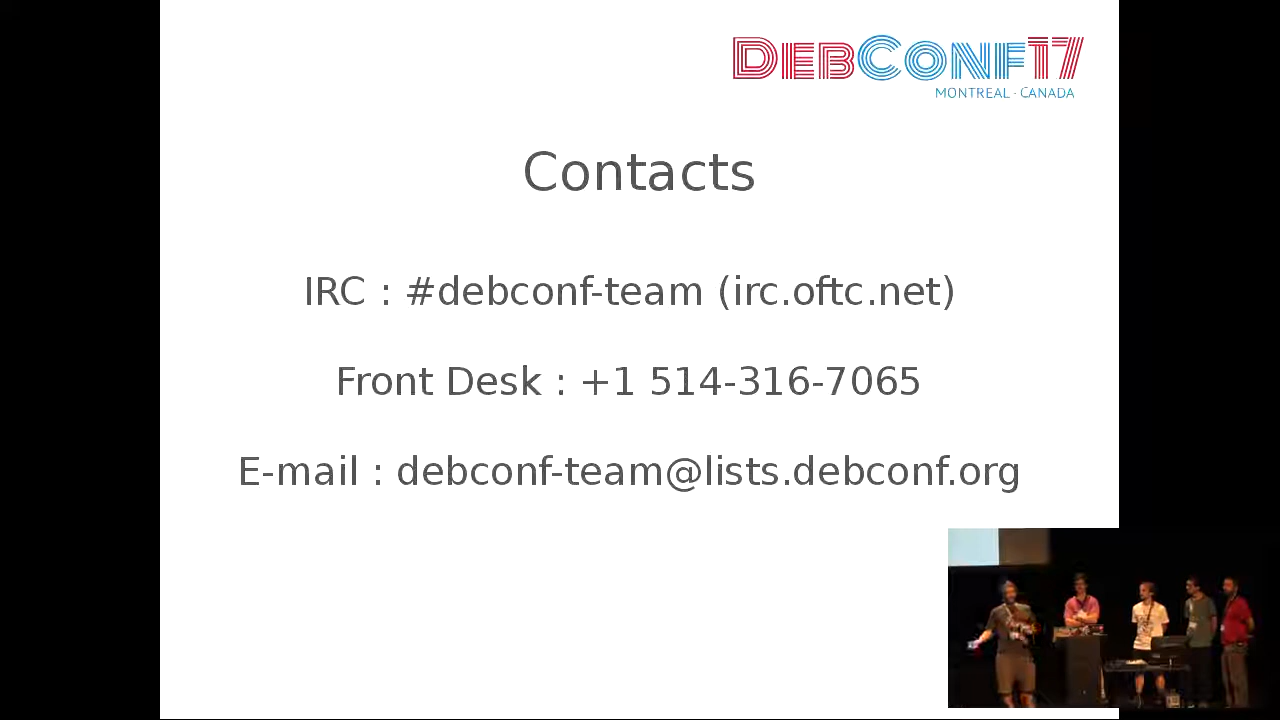 DEBCONF17
MONTREAL · CANADA
Contacts
IRC : #debconf-team (irc.oftc.net)
Front Desk : +1 514-316-7065
E-mail : debconf-team@lists.debconf.org